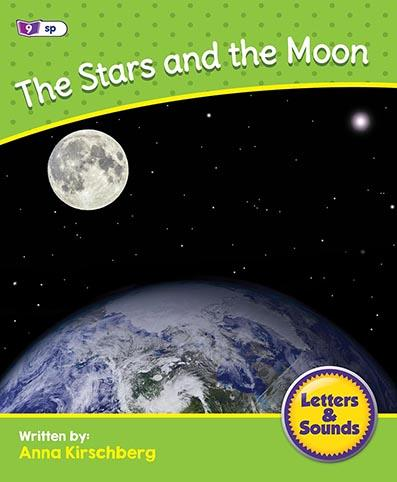 9 sp
The Stars and the Moon
Letters
&
Sounds
Written by:
Anna Kirschberg